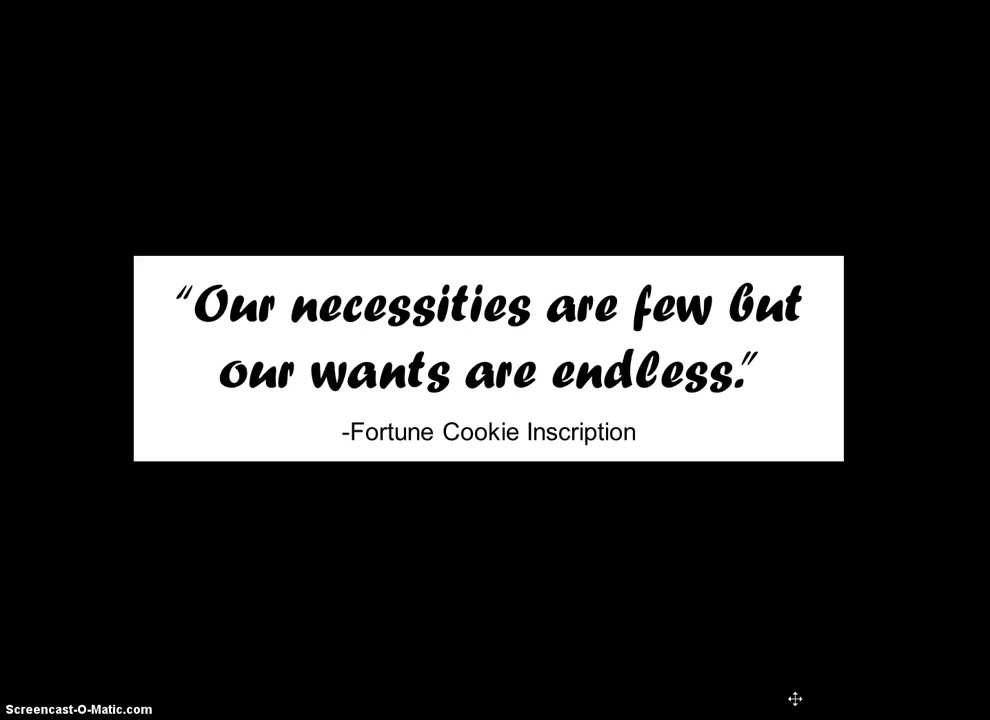 “Our necessities are few but
our wants are endless.”
-Fortune Cookie Inscription
Screencast-O-Matic.com